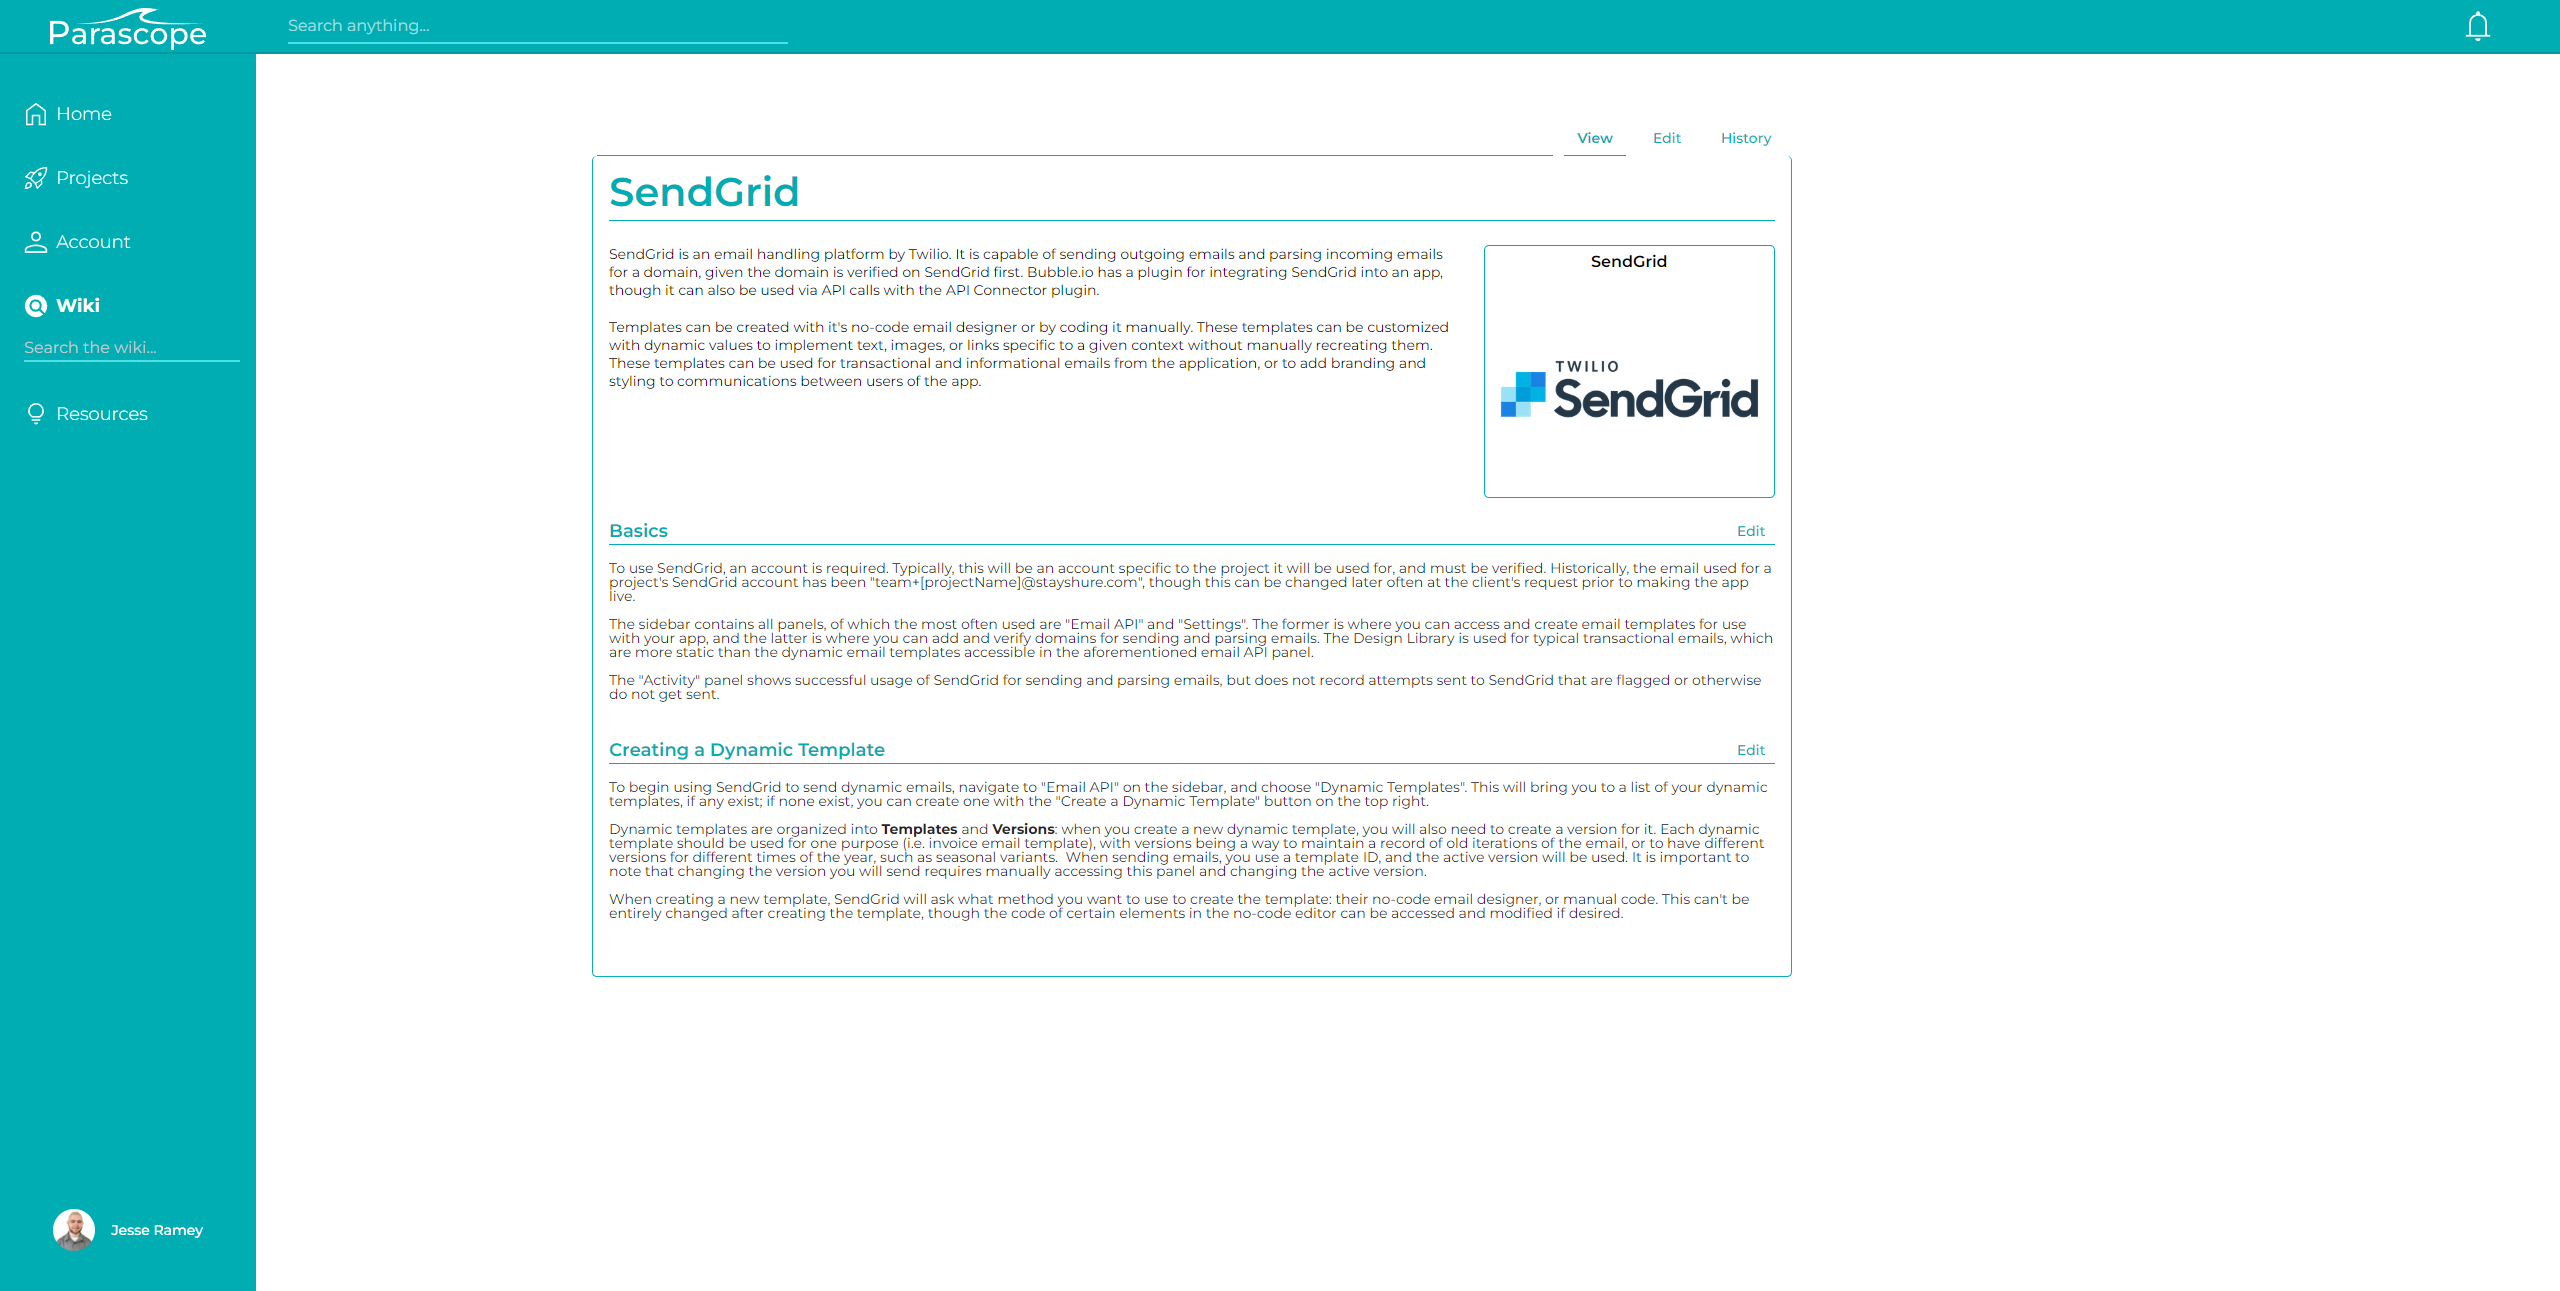 Parascope
Search anything...
Home
Projects
Account
Wiki
Search the wiki...
Resources
Jesse Ramey
View Edit History
SendGrid
SendGrid is an email handling platform by Twilio. It is capable of sending outgoing emails and parsing incoming emails
for a domain, given the domain is verified on SendGrid first. Bubble.io has a plugin for integrating SendGrid into an app,
though it can also be used via API calls with the API Connector plugin.
Templates can be created with it's no-code email designer or by coding it manually. These templates can be customized
with dynamic values to implement text, images, or links specific to a given context without manually recreating them.
These templates can be used for transactional and informational emails from the application, or to add branding and
styling to communications between users of the app.
SendGrid
TWILIO
SendGrid
Basics Edit
To use SendGrid, an account is required. Typically, this will be an account specific to the project it will be used for, and must be verified. Historically, the email used for a
project's SendGrid account has been "team+[projectName]@stayshure.com", though this can be changed later often at the client's request prior to making the app
live.
The sidebar contains all panels, of which the most often used are "Email API" and "Settings". The former is where you can access and create email templates for use
with your app, and the latter is where you can add and verify domains for sending and parsing emails. The Design Library is used for typical transactional emails, which
are more static than the dynamic email templates accessible in the aforementioned email API panel.
The "Activity" panel shows successful usage of SendGrid for sending and parsing emails, but does not record attempts sent to SendGrid that are flagged or otherwise
do not get sent.
Creating a Dynamic Template Edit
To begin using SendGrid to send dynamic emails, navigate to "Email API" on the sidebar, and choose "Dynamic Templates". This will bring you to a list of your dynamic
templates, if any exist; if none exist, you can create one with the "Create a Dynamic Template" button on the top right.
Dynamic templates are organized into Templates and Versions: when you create a new dynamic template, you will also need to create a version for it. Each dynamic
template should be used for one purpose (i.e. invoice email template), with versions being a way to maintain a record of old iterations of the email, or to have different
versions for different times of the year, such as seasonal variants.  When sending emails, you use a template ID, and the active version will be used. It is important to
note that changing the version you will send requires manually accessing this panel and changing the active version.
When creating a new template, SendGrid will ask what method you want to use to create the template: their no-code email designer, or manual code. This can't be
entirely changed after creating the template, though the code of certain elements in the no-code editor can be accessed and modified if desired.